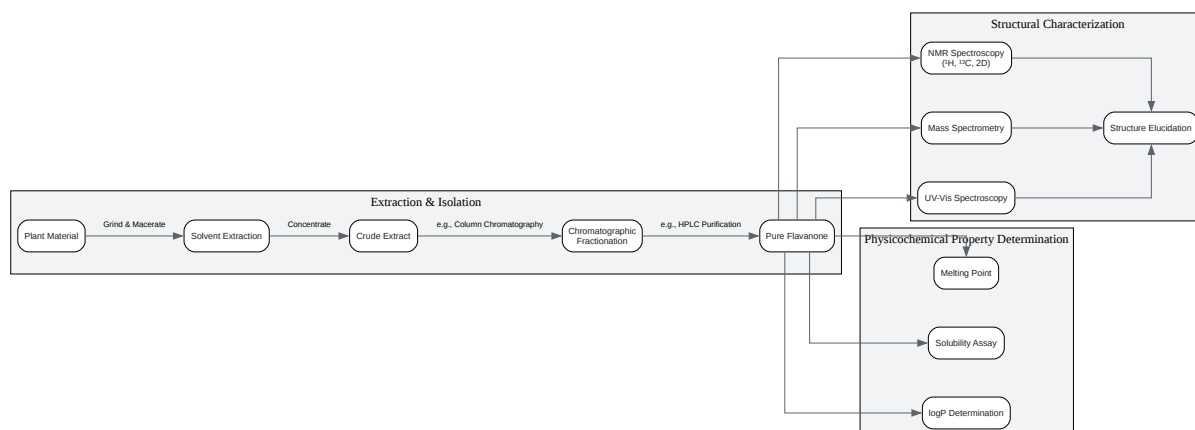 Structural Characterization
NMR Spectroscopy
(¹H, ¹³C, 2D)
Mass Spectrometry
Structure Elucidation
UV-Vis Spectroscopy
Extraction & Isolation
Plant Material
Grind & Macerate
Solvent Extraction
Concentrate
Crude Extract
e.g., Column Chromatography
Chromatographic
Fractionation
e.g., HPLC Purification
Pure Flavanone
Physicochemical Property Determination
Melting Point
Solubility Assay
logP Determination